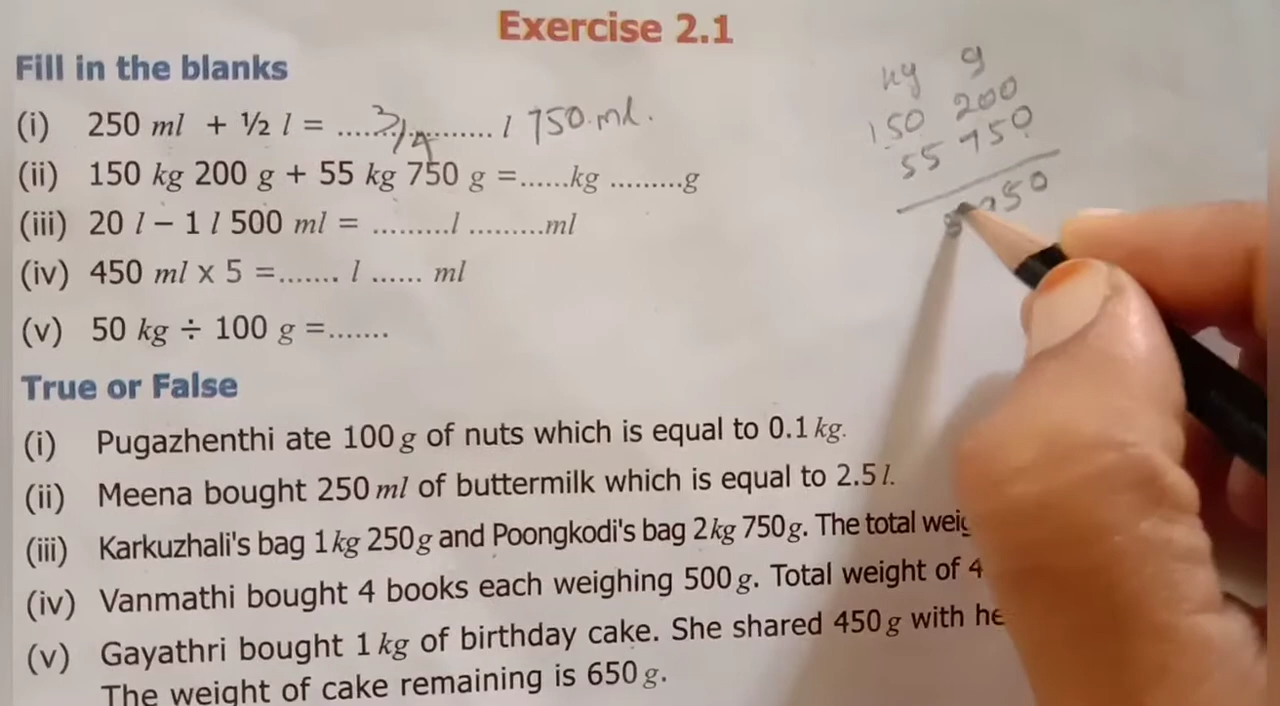 Exercise 2.1
Fill in the blanks
(i) 250 ml + ½ l = ....3/4.......... l 750 ml.
(ii) 150 kg 200 g + 55 kg 750 g =......kg .........g
(iii) 20 l – 1 l 500 ml = .........l .........ml
(iv) 450 ml x 5 =....... l ...... ml
(v) 50 kg ÷ 100 g =.......
kg g
150 200
55 750
950
True or False
(i) Pugazhenthi ate 100 g of nuts which is equal to 0.1 kg.
(ii) Meena bought 250 ml of buttermilk which is equal to 2.5 l.
(iii) Karkuzhali's bag 1 kg 250 g and Poongkodi's bag 2 kg 750 g. The total
(iv) Vanmathi bought 4 books each weighing 500 g. Total weight of 4
(v) Gayathri bought 1 kg of birthday cake. She shared 450 g with
The weight of cake remaining is 650 g.